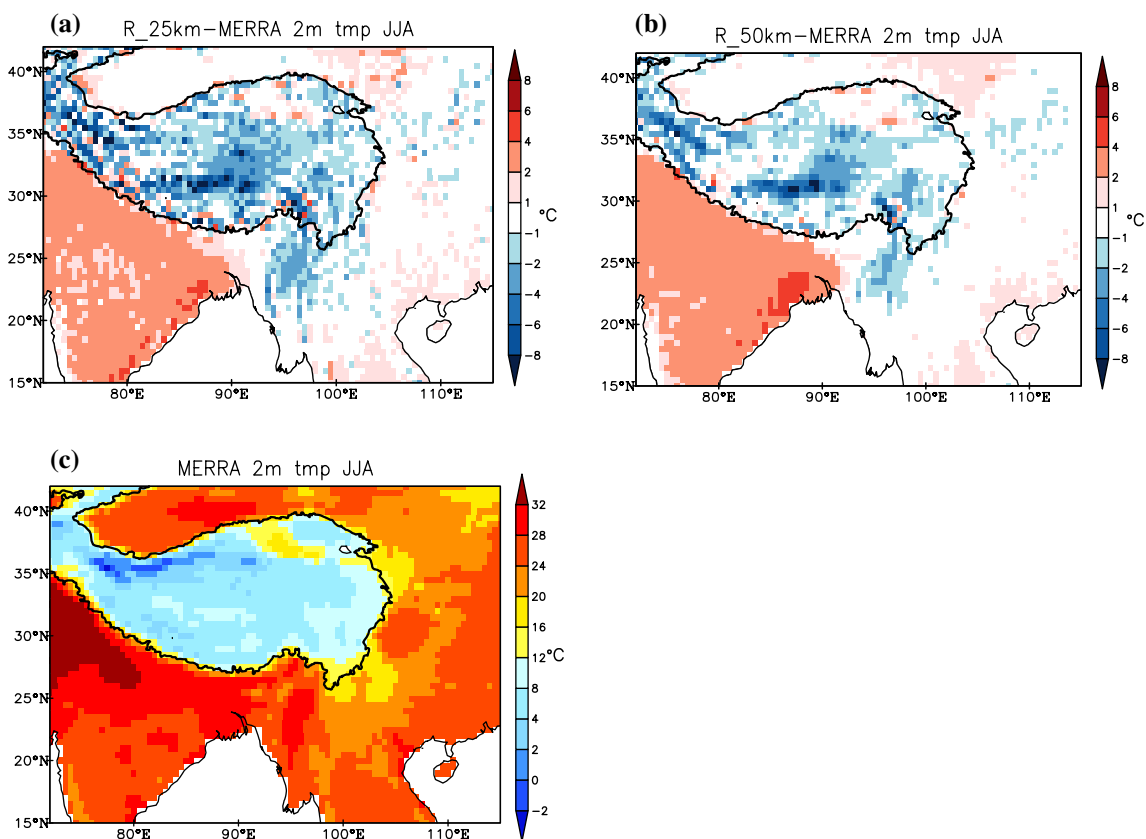 (a)
R_25km-MERRA 2m tmp JJA
40°N
35°N
30°N
25°N
20°N
15°N
80°E
90°E
100°E
110°E
8
6
4
2
1
°C
-1
-2
-4
-6
-8
(b)
R_50km-MERRA 2m tmp JJA
40°N
35°N
30°N
25°N
20°N
15°N
80°E
90°E
100°E
110°E
8
6
4
2
1
°C
-1
-2
-4
-6
-8
(c)
MERRA 2m tmp JJA
40°N
35°N
30°N
25°N
20°N
15°N
80°E
90°E
100°E
110°E
32
28
24
20
16
12°C
8
4
2
0
-2